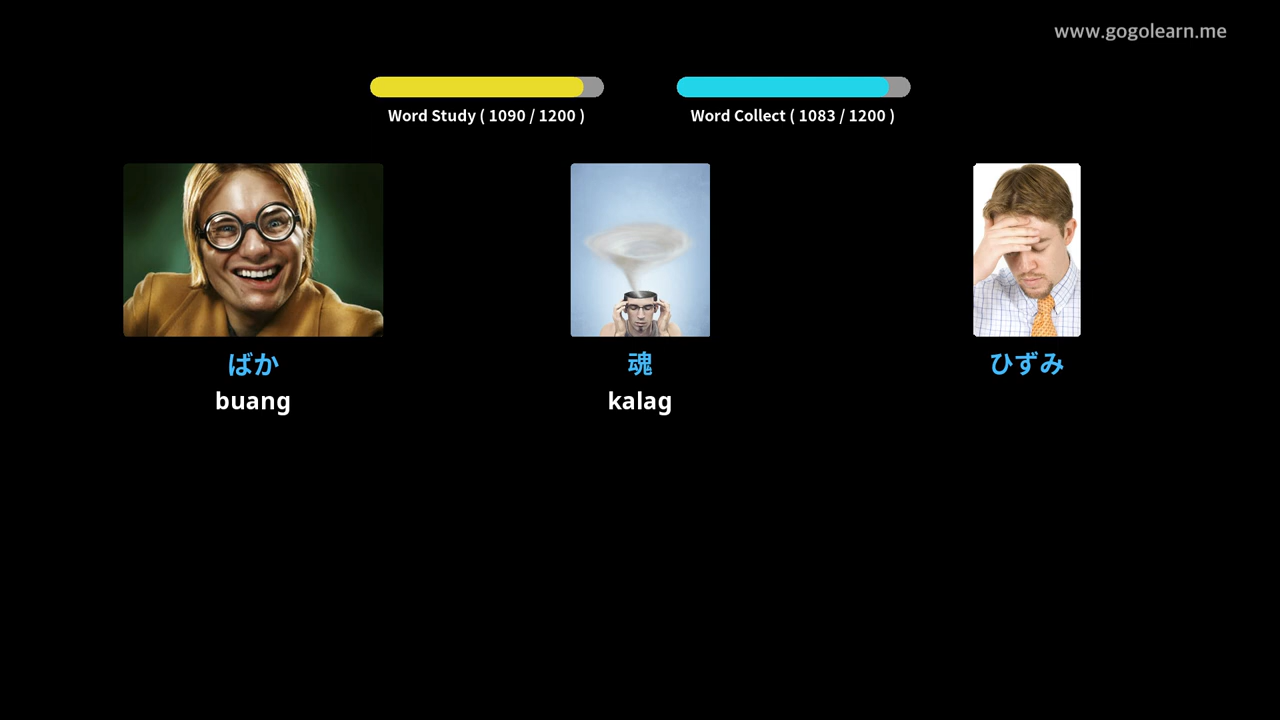 www.gogolearn.me
Word Study ( 1090 / 1200 )
Word Collect ( 1083 / 1200 )
ばか
buang
魂
kalag
ひずみ